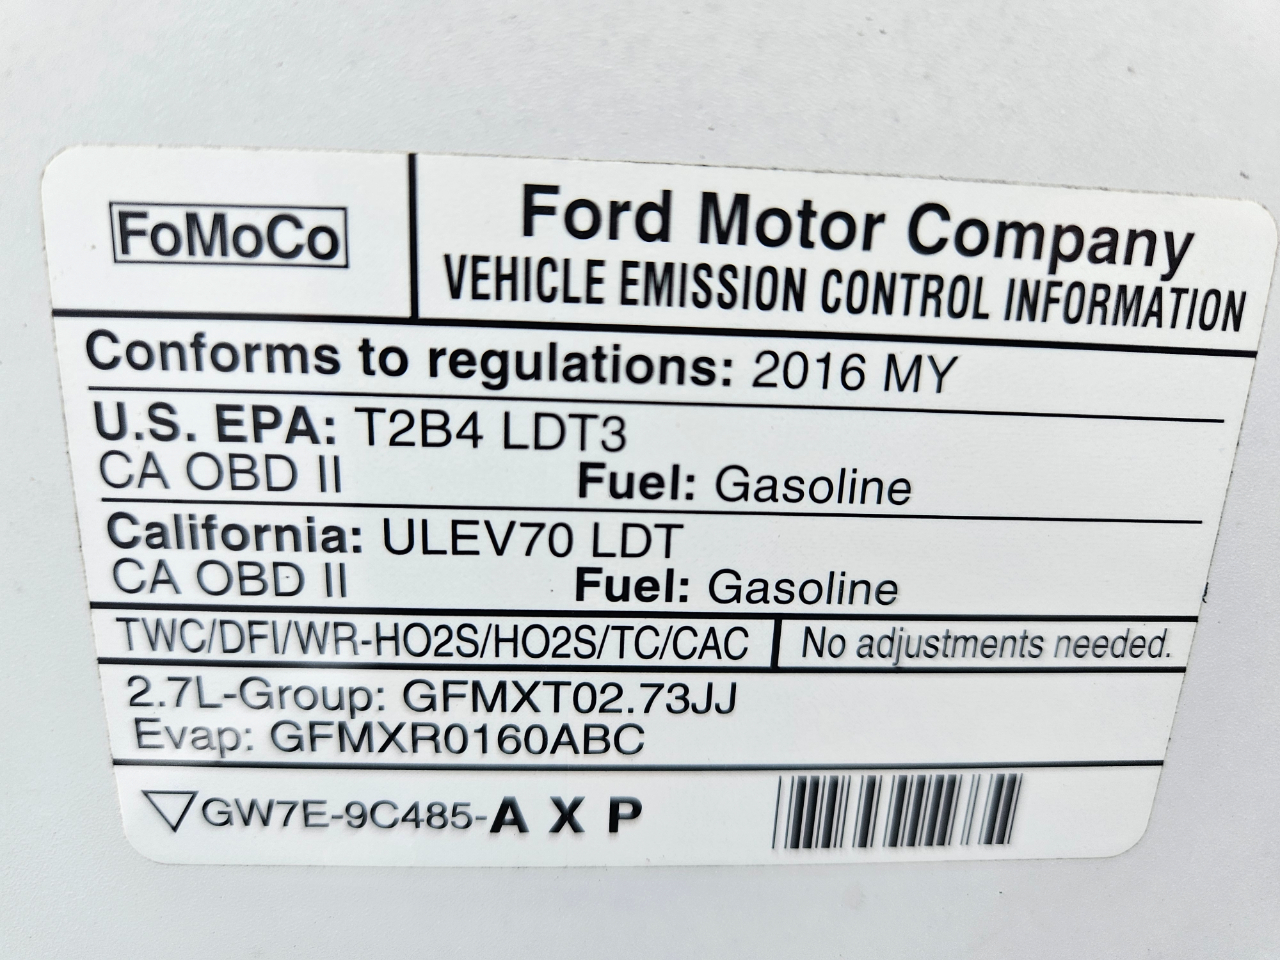 FoMoCo
Ford Motor Company
VEHICLE EMISSION CONTROL INFORMATION
Conforms to regulations: 2016 MY
U.S. EPA: T2B4 LDT3
CA OBD II Fuel: Gasoline
California: ULEV70 LDT
CA OBD II Fuel: Gasoline
TWC/DFI/WR-HO2S/HO2S/TC/CAC No adjustments needed.
2.7L-Group: GFMXT02.73JJ
Evap: GFMXR0160ABC
▽GW7E-9C485-A X P